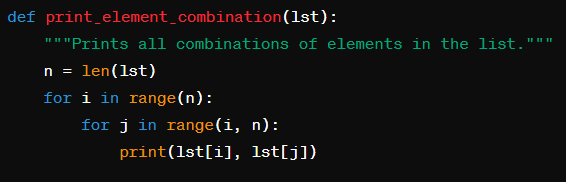 def print_element_combination(lst):
    """Prints all combinations of elements in the list."""
    n = len(lst)
    for i in range(n):
        for j in range(i, n):
            print(lst[i], lst[j])